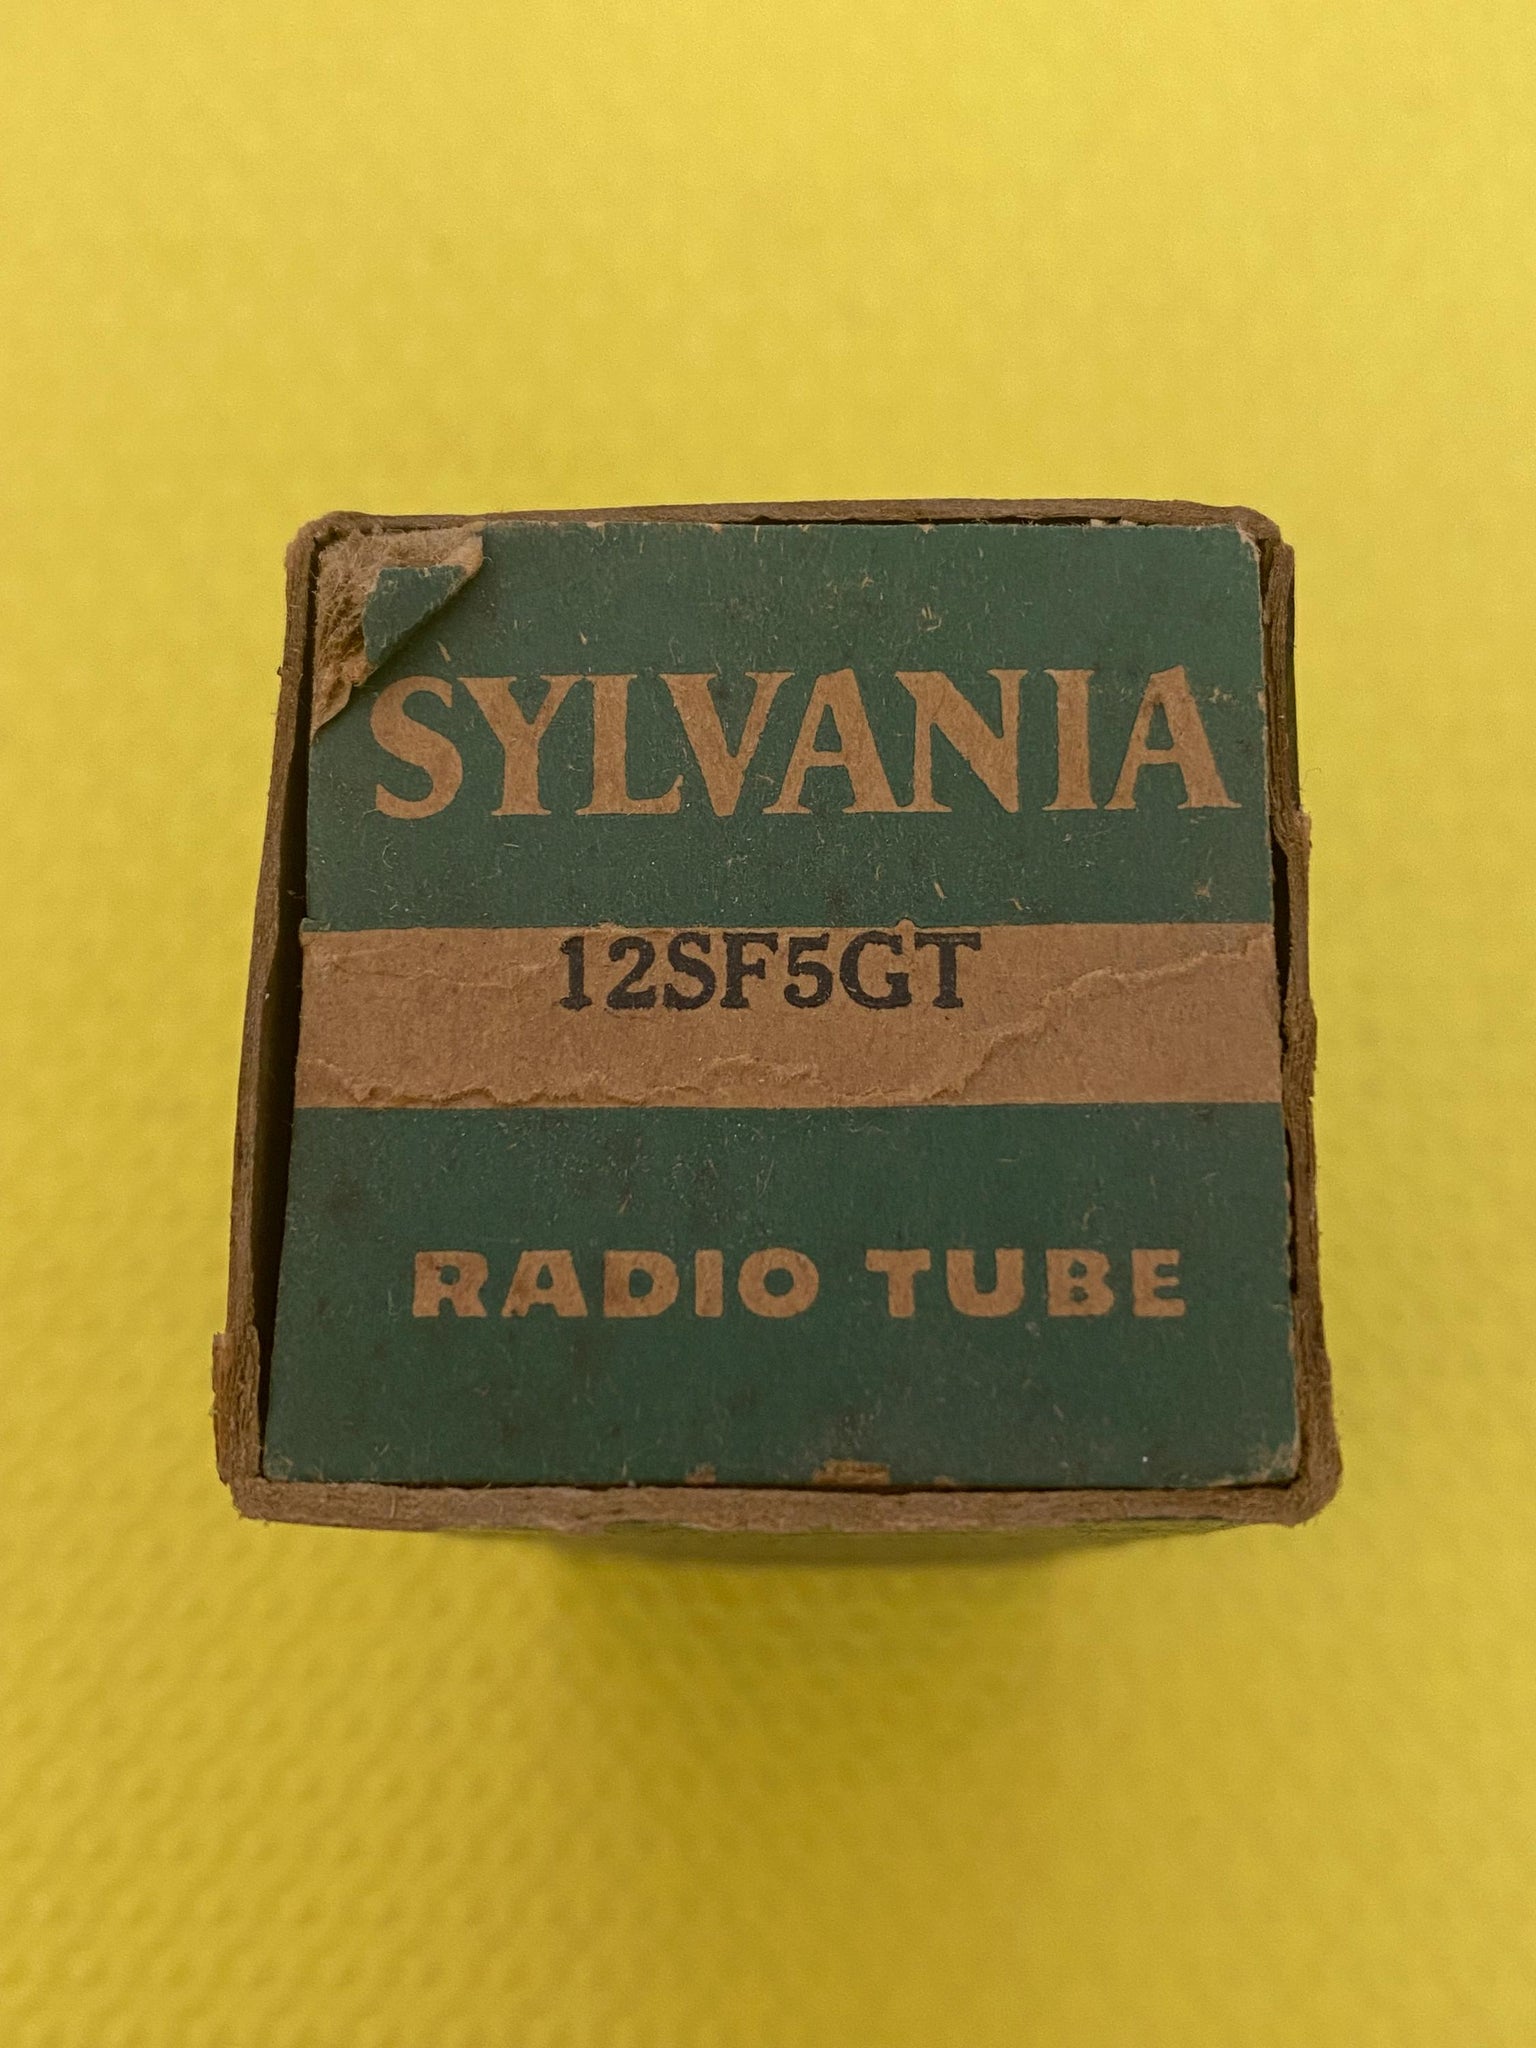 SYLVANIA
12SF5GT
RADIO TUBE